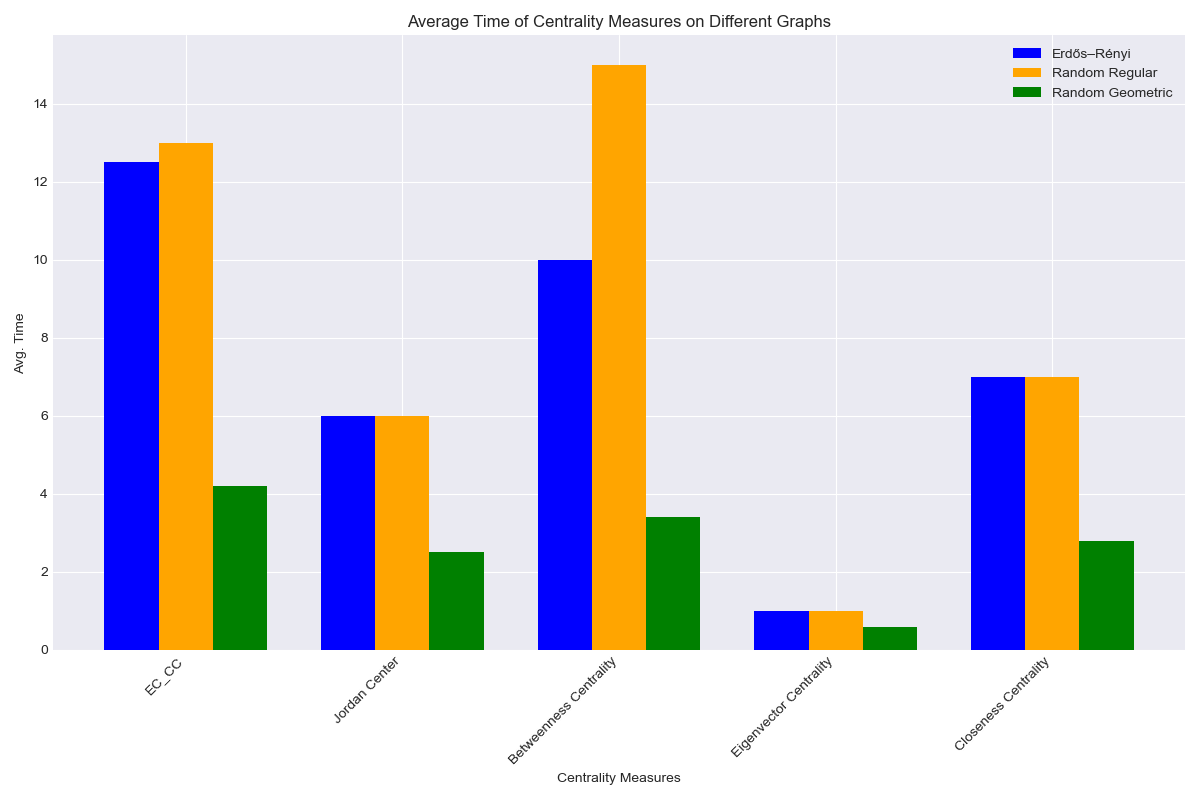 Average Time of Centrality Measures on Different Graphs
Erdős–Rényi
Random Regular
Random Geometric
Avg. Time
14
12
10
8
6
4
2
0
EC_CC
Jordan Center
Betweenness Centrality
Eigenvector Centrality
Closeness Centrality
Centrality Measures